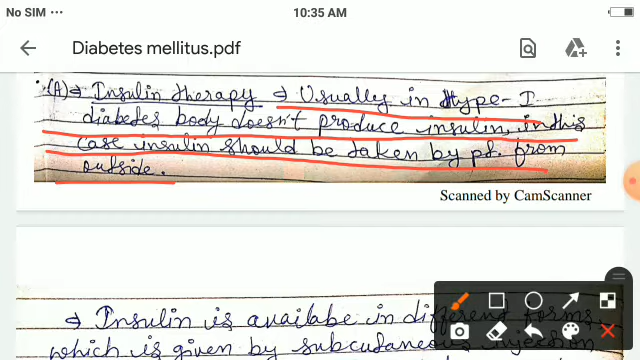 No SIM 10:35 AM
Diabetes mellitus.pdf
(A) → Insulin therapy → Usually in type-I
diabetes body doesn't produce insulin, in this
case insulin should be taken by pt. from
outside.
Scanned by CamScanner
→ Insulin is availabe in different forms,
which is given by subcutaneous injection